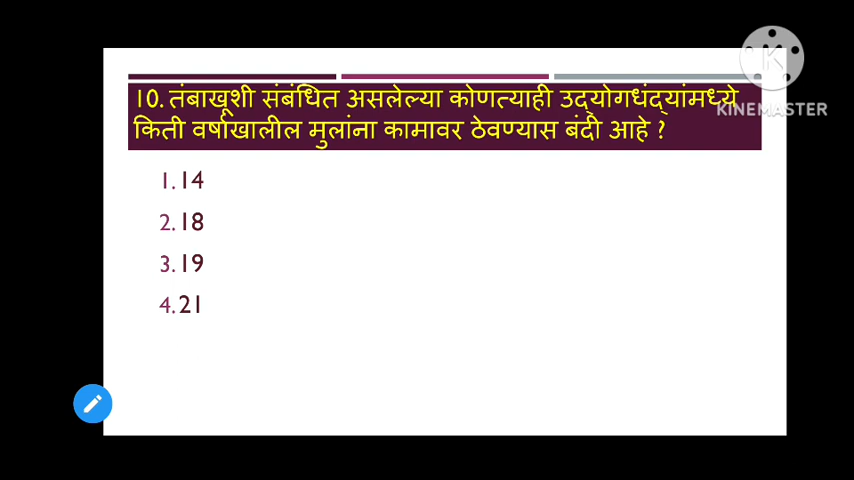 10. तंबाखूशी संबंधित असलेल्या कोणत्याही उद्योगधंद्यांमध्ये
किती वर्षाखालील मुलांना कामावर ठेवण्यास बंदी आहे ?
1. 14
2. 18
3. 19
4. 21
K
KINEMASTER